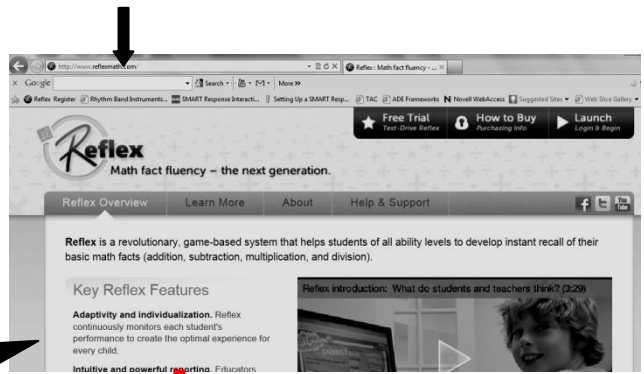 http://www.reflexmath.com/
Reflex : Math fact fluency - ...
x Google
Search
More »
Reflex Register
Rhythm Band Instruments...
SMART Response Interacti...
Setting Up a SMART Resp...
TAC
ADE Frameworks
Novell WebAccess
Suggested Sites
Web Slice Gallery
Free Trial
Test-Drive Reflex
How to Buy
Purchasing Info
Launch
Login & Begin
Reflex
Math fact fluency – the next generation.
Reflex Overview
Learn More
About
Help & Support
You Tube
Reflex is a revolutionary, game-based system that helps students of all ability levels to develop instant recall of their
basic math facts (addition, subtraction, multiplication, and division).
Key Reflex Features
Reflex introduction: What do students and teachers think? (3:29)
Adaptivity and individualization. Reflex
continuously monitors each student's
performance to create the optimal experience for
every child.
Intuitive and powerful reporting. Educators